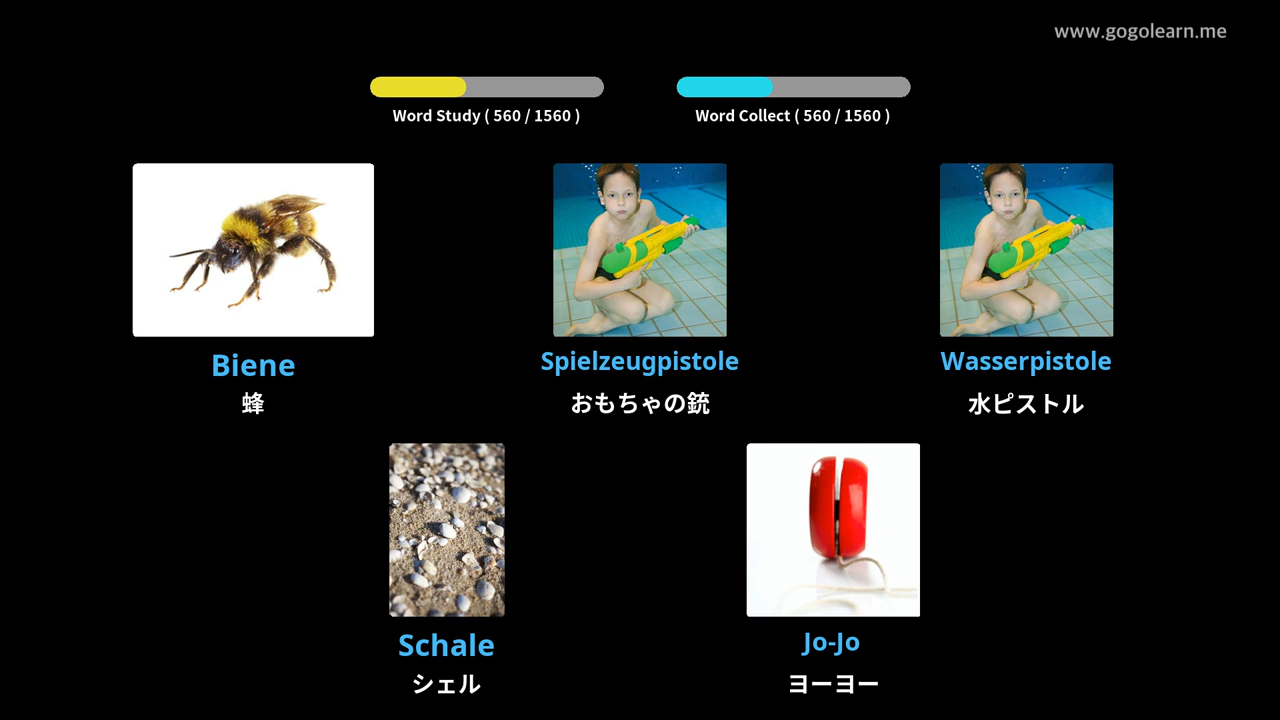 www.gogolearn.me
Word Study ( 560 / 1560 )
Word Collect ( 560 / 1560 )
Biene
蜂
Spielzeugpistole
おもちゃの銃
Wasserpistole
水ピストル
Schale
シェル
Jo-Jo
ヨーヨー